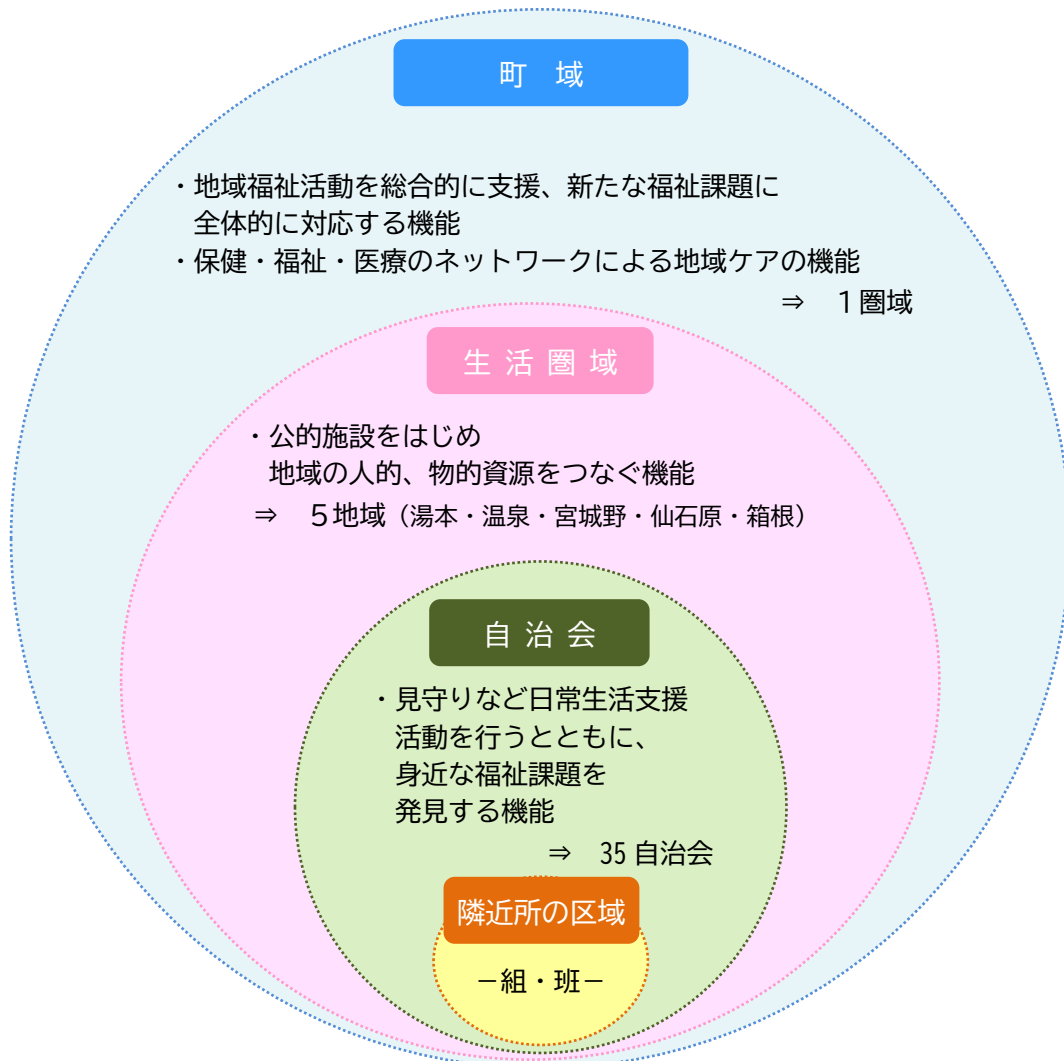 町　域
・地域福祉活動を総合的に支援、新たな福祉課題に
全体的に対応する機能
・保健・福祉・医療のネットワークによる地域ケアの機能
⇒　１圏域
生活圏域
・公的施設をはじめ
地域の人的、物的資源をつなぐ機能
⇒　５地域（湯本・温泉・宮城野・仙石原・箱根）
自治会
・見守りなど日常生活支援
活動を行うとともに、
身近な福祉課題を
発見する機能
⇒　35自治会
隣近所の区域
－組・班－